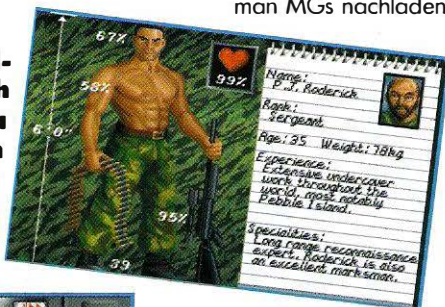 man MGs nachladen
67%
99%
58%
6'0"
95%
39
Name:
P.J. Roderick
Rank:
Sergeant
Age: 35 Weight: 78kg
Experience:
Extensive undercover
work throughout the
world, most notably
Pebble Island.
Specialities:
Long range reconnaissance
expert. Roderick is also
an excellent marksman.